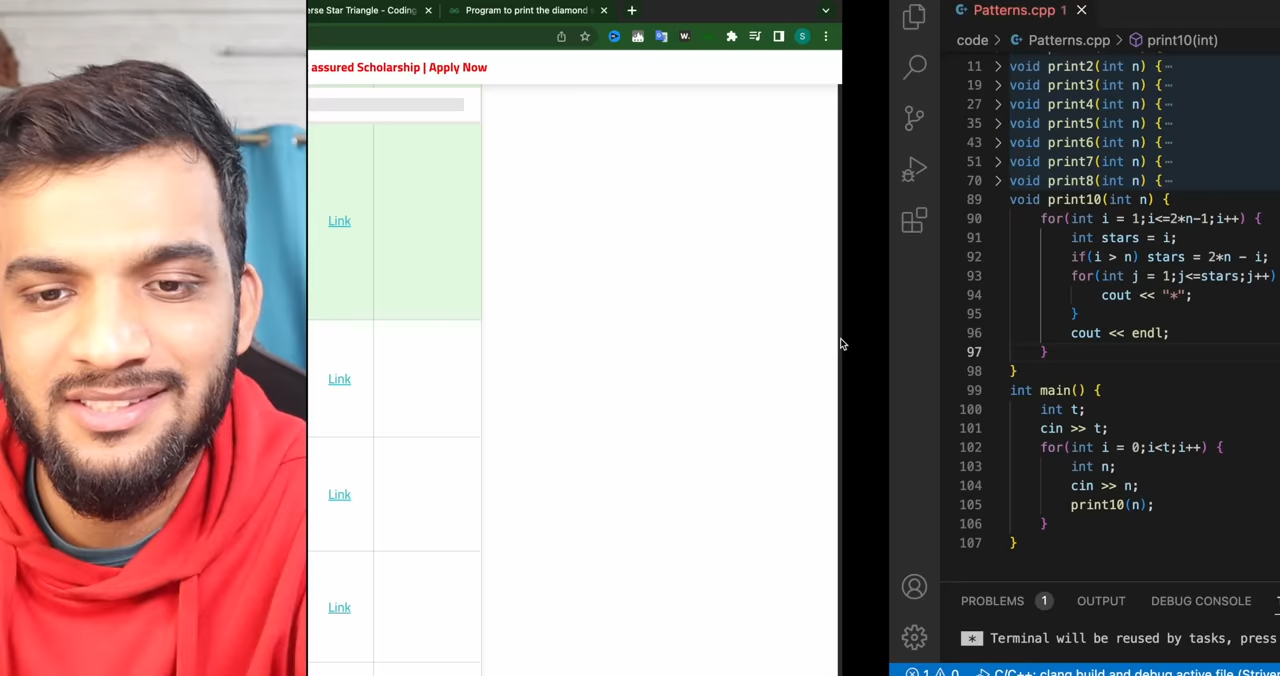 erse Star Triangle - Coding
Program to print the diamond
W.
S
assured Scholarship | Apply Now
Link
Link
Link
Link
Patterns.cpp 1
code > Patterns.cpp > print10(int)
11 > void print2(int n) {⋯
19 > void print3(int n) {⋯
27 > void print4(int n) {⋯
35 > void print5(int n) {⋯
43 > void print6(int n) {⋯
51 > void print7(int n) {⋯
70 > void print8(int n) {⋯
89 void print10(int n) {
90 for(int i = 1;i<=2*n-1;i++) {
91 int stars = i;
92 if(i > n) stars = 2*n - i;
93 for(int j = 1;j<=stars;j++)
94 cout << "*";
95 }
96 cout << endl;
97 }
98 }
99 int main() {
100 int t;
101 cin >> t;
102 for(int i = 0;i<t;i++) {
103 int n;
104 cin >> n;
105 print10(n);
106 }
107 }
PROBLEMS 1 OUTPUT DEBUG CONSOLE
* Terminal will be reused by tasks, press
1 0 C/C++: clang build and debug active file (Striver